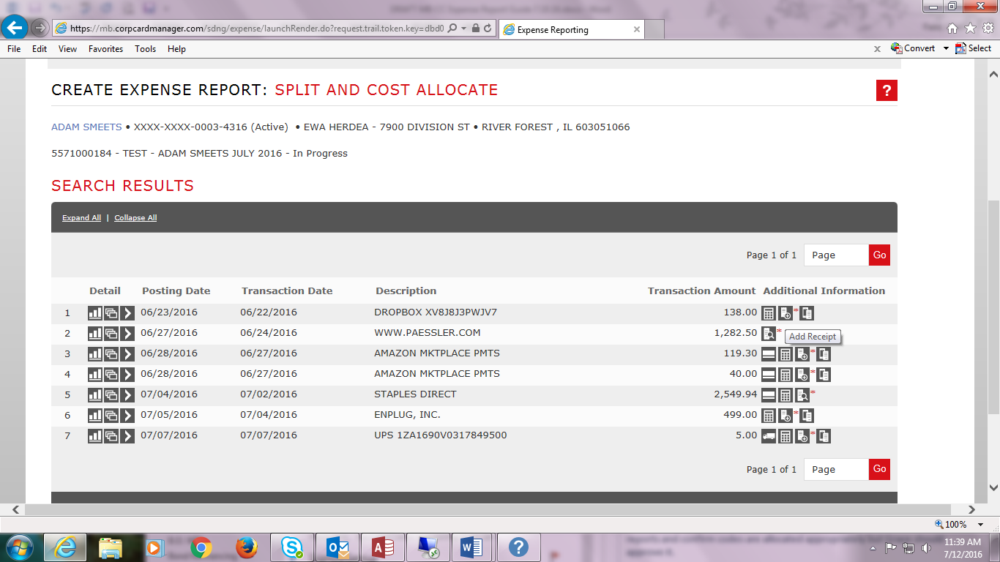 https://mb.corpcardmanager.com/sdng/expense/launchRender.do?request.trail.token.key=dbd0
Expense Reporting
File Edit View Favorites Tools Help
x Convert Select
CREATE EXPENSE REPORT: SPLIT AND COST ALLOCATE
?
ADAM SMEETS • XXXX-XXXX-0003-4316 (Active) • EWA HERDEA - 7900 DIVISION ST • RIVER FOREST , IL 603051066
5571000184 - TEST - ADAM SMEETS JULY 2016 - In Progress
SEARCH RESULTS
Expand All | Collapse All
Page 1 of 1 Page Go
Detail Posting Date Transaction Date Description Transaction Amount Additional Information
1 06/23/2016 06/22/2016 DROPBOX XV8J8J3PWJV7 138.00 *
2 06/27/2016 06/24/2016 WWW.PAESSLER.COM 1,282.50 *
Add Receipt
3 06/28/2016 06/27/2016 AMAZON MKTPLACE PMTS 119.30 *
4 06/28/2016 06/27/2016 AMAZON MKTPLACE PMTS 40.00 *
5 07/04/2016 07/02/2016 STAPLES DIRECT 2,549.94 *
6 07/05/2016 07/04/2016 ENPLUG, INC. 499.00 *
7 07/07/2016 07/07/2016 UPS 1ZA1690V0317849500 5.00 *
Page 1 of 1 Page Go
100%
11:39 AM
7/12/2016